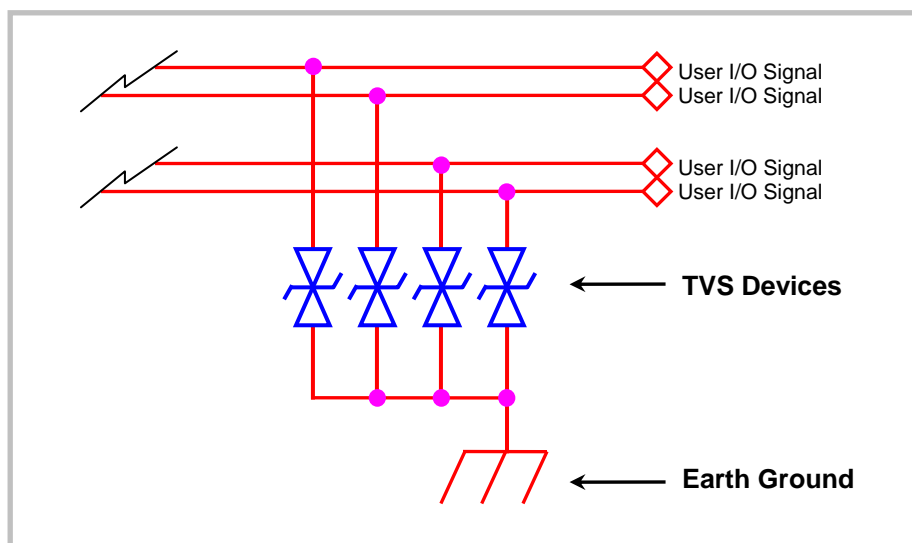 User I/O Signal
User I/O Signal
User I/O Signal
User I/O Signal
TVS Devices
Earth Ground